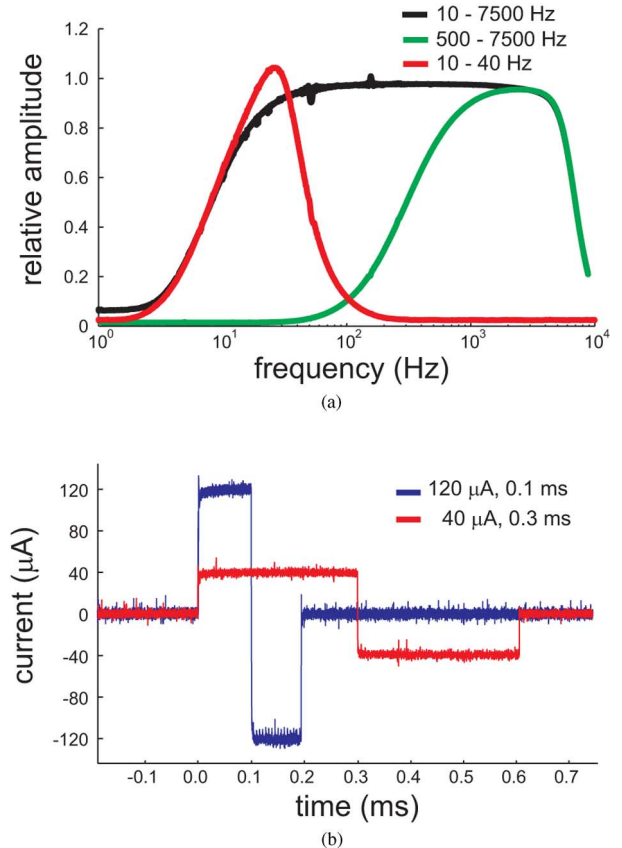 10 - 7500 Hz
500 - 7500 Hz
10 - 40 Hz
relative amplitude
1.2
1.0
0.8
0.6
0.4
0.2
0
10⁰
10¹
10²
10³
10⁴
frequency (Hz)
(a)
120 µA, 0.1 ms
40 µA, 0.3 ms
current (µA)
120
80
40
0
-40
-80
-120
-0.1
0.0
0.1
0.2
0.3
0.4
0.5
0.6
0.7
time (ms)
(b)